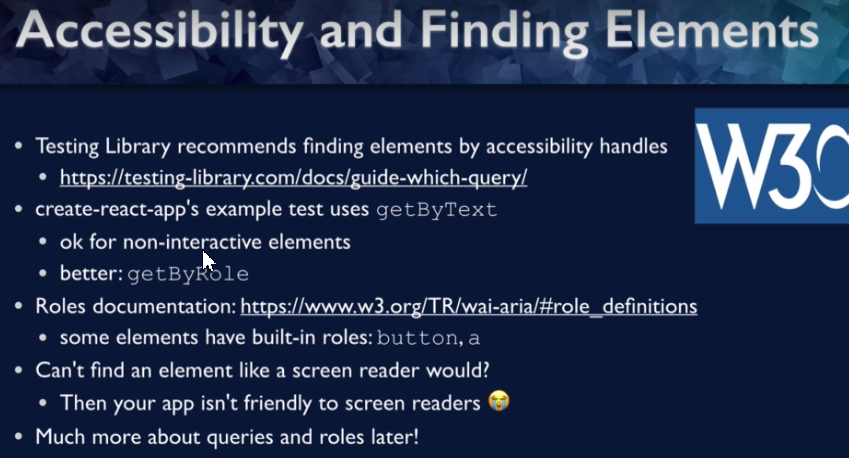 Accessibility and Finding Elements
• Testing Library recommends finding elements by accessibility handles
• https://testing-library.com/docs/guide-which-query/
• create-react-app's example test uses getByText
• ok for non-interactive elements
• better: getByRole
• Roles documentation: https://www.w3.org/TR/wai-aria/#role_definitions
• some elements have built-in roles: button, a
• Can't find an element like a screen reader would?
• Then your app isn't friendly to screen readers 😭
• Much more about queries and roles later!
W3C